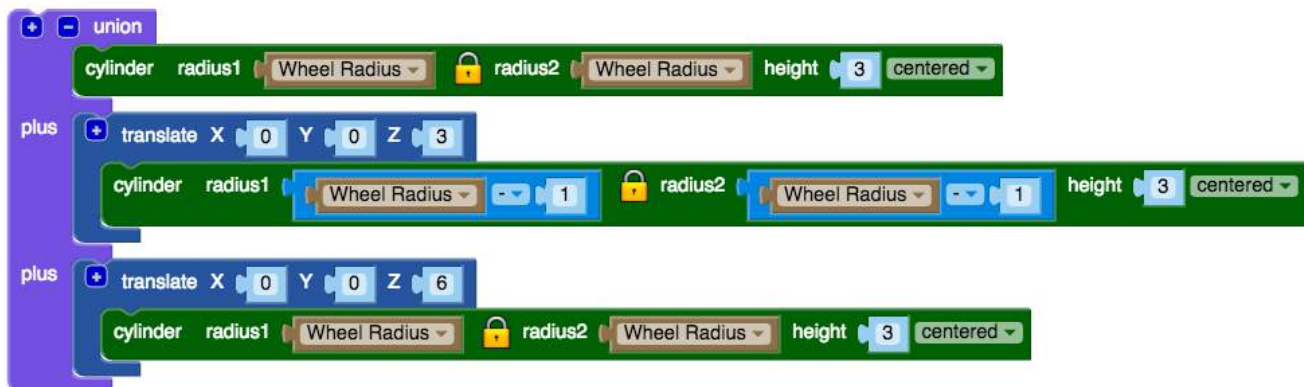 + - union
cylinder radius1 Wheel Radius radius2 Wheel Radius height 3 centered
plus + translate X 0 Y 0 Z 3
cylinder radius1 Wheel Radius - 1 radius2 Wheel Radius - 1 height 3 centered
plus + translate X 0 Y 0 Z 6
cylinder radius1 Wheel Radius radius2 Wheel Radius height 3 centered